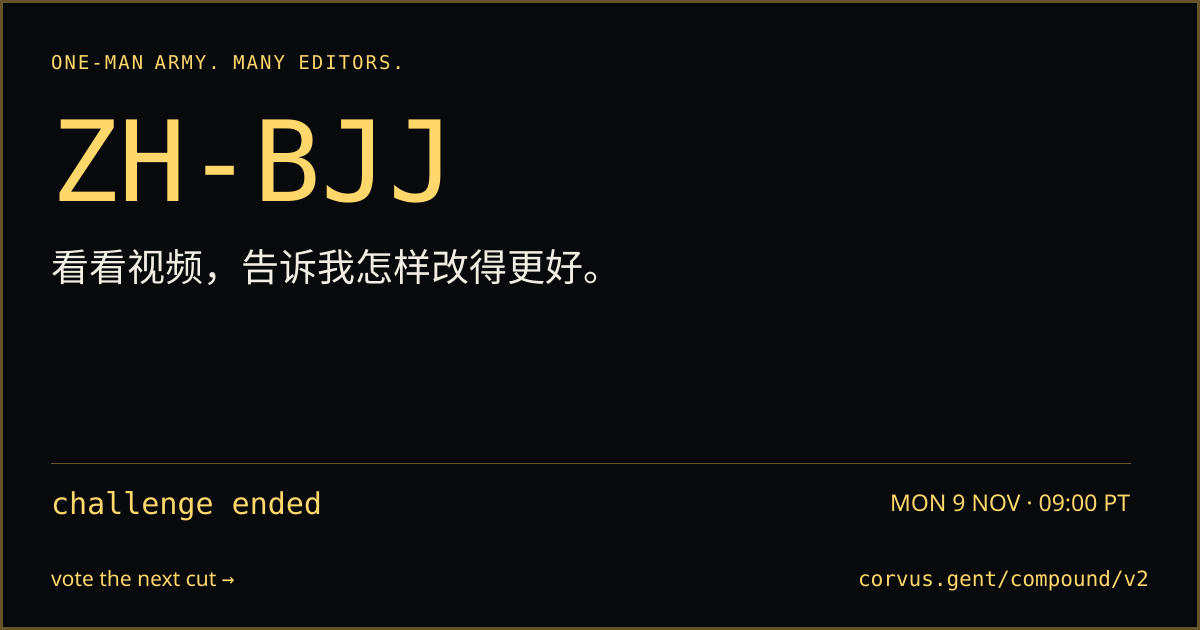 ONE-MAN ARMY. MANY EDITORS.
ZH-BJJ
看看视频，告诉我怎样改得更好。
challenge ended
MON 9 NOV · 09:00 PT
vote the next cut →
corvus.gent/compound/v2